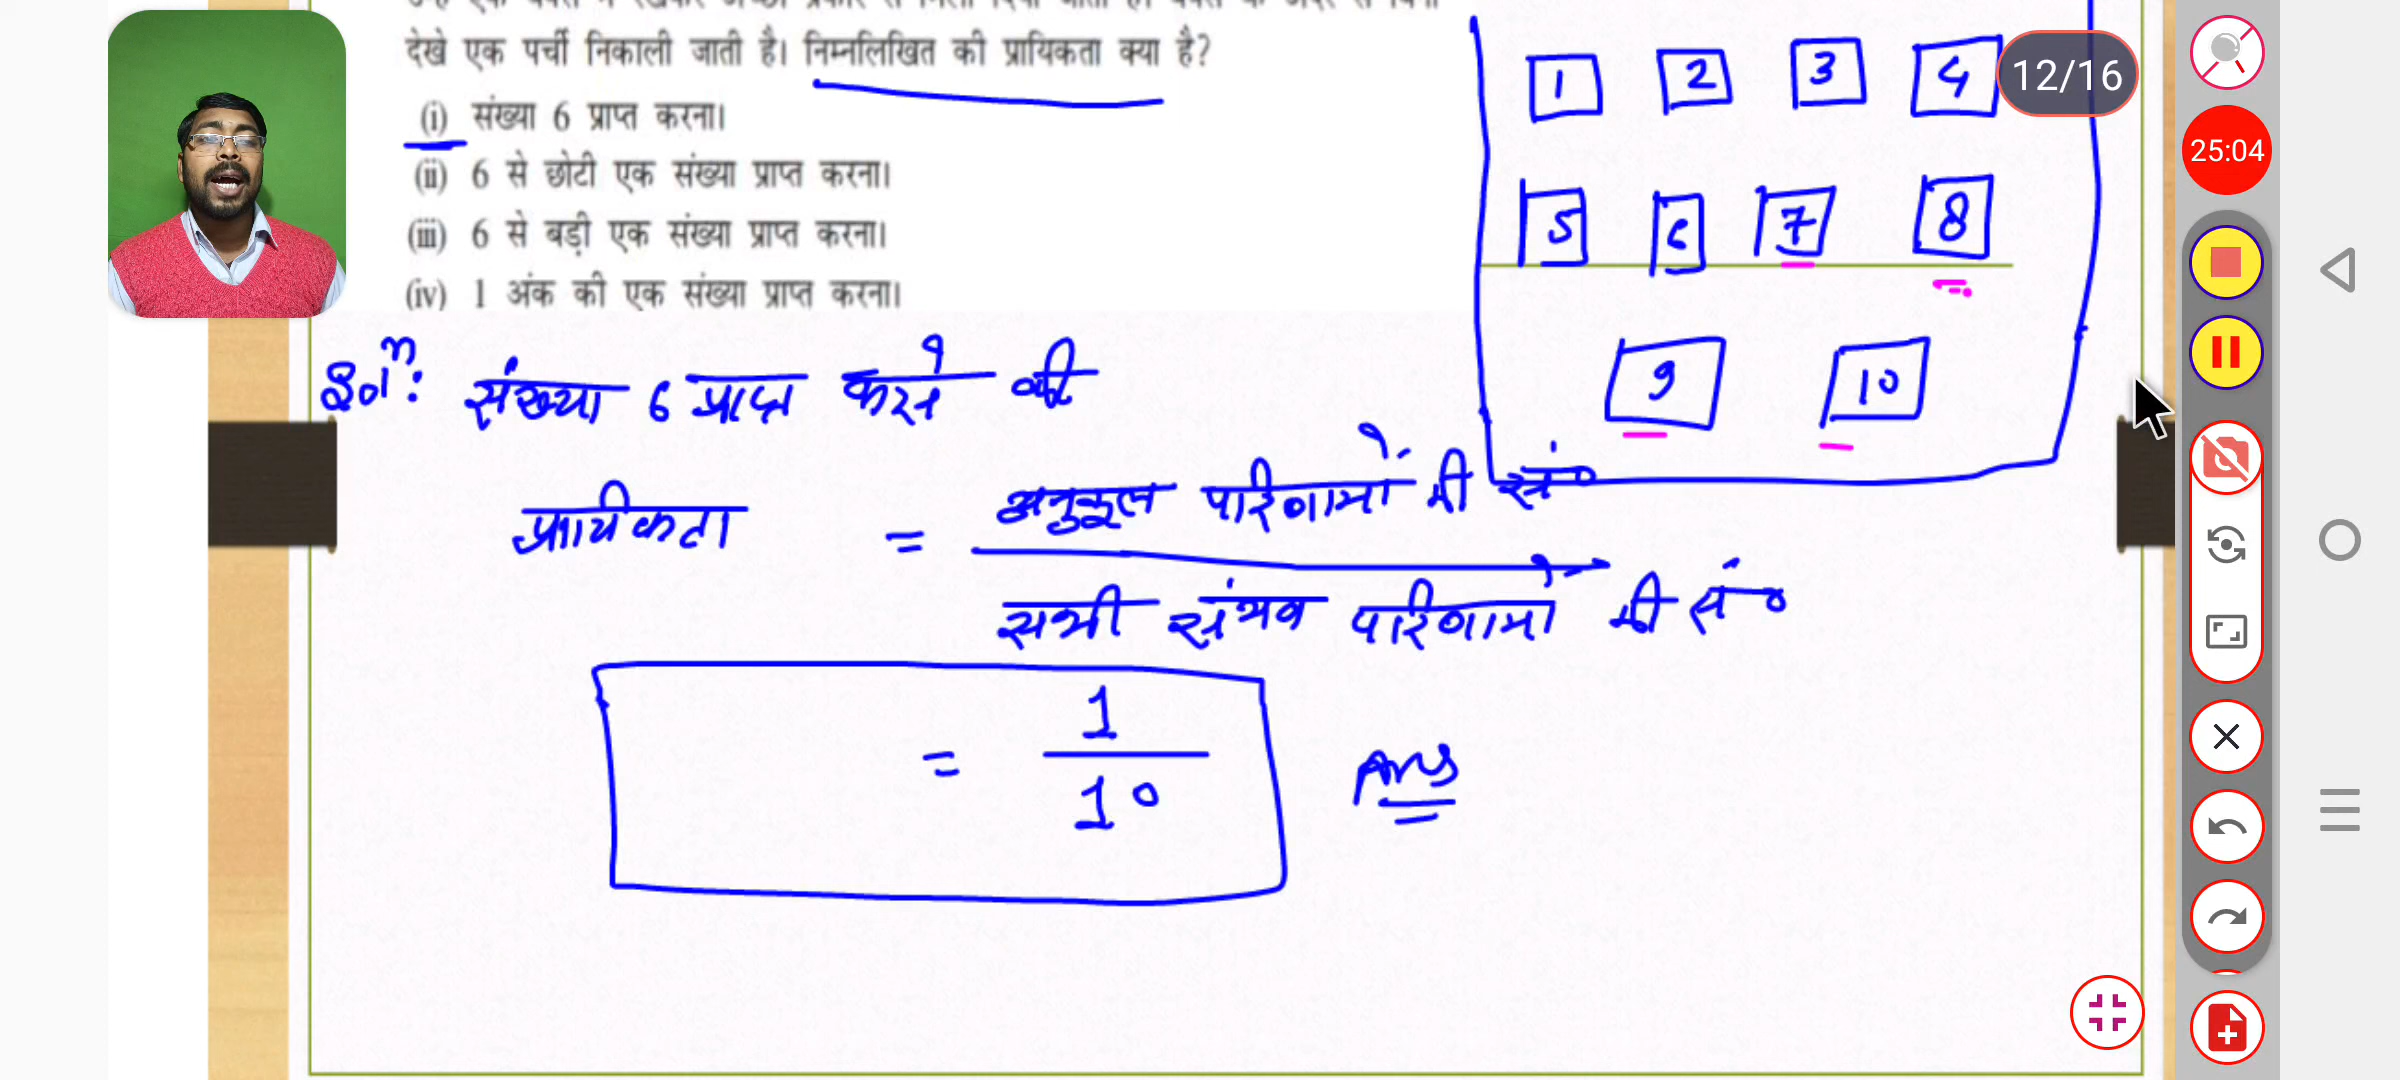 देखे एक पर्ची निकाली जाती है। निम्नलिखित की प्रायिकता क्या है?
(i) संख्या 6 प्राप्त करना।
(ii) 6 से छोटी एक संख्या प्राप्त करना।
(iii) 6 से बड़ी एक संख्या प्राप्त करना।
(iv) 1 अंक की एक संख्या प्राप्त करना।
1 2 3 4
5 6 7 8
9 10
12/16
25:04
Solⁿ: संख्या 6 प्राप्त करने की
प्रायिकता = अनुकूल परिणामों की सं०
सभी संभव परिणामों की सं०
= 1
10
Ans